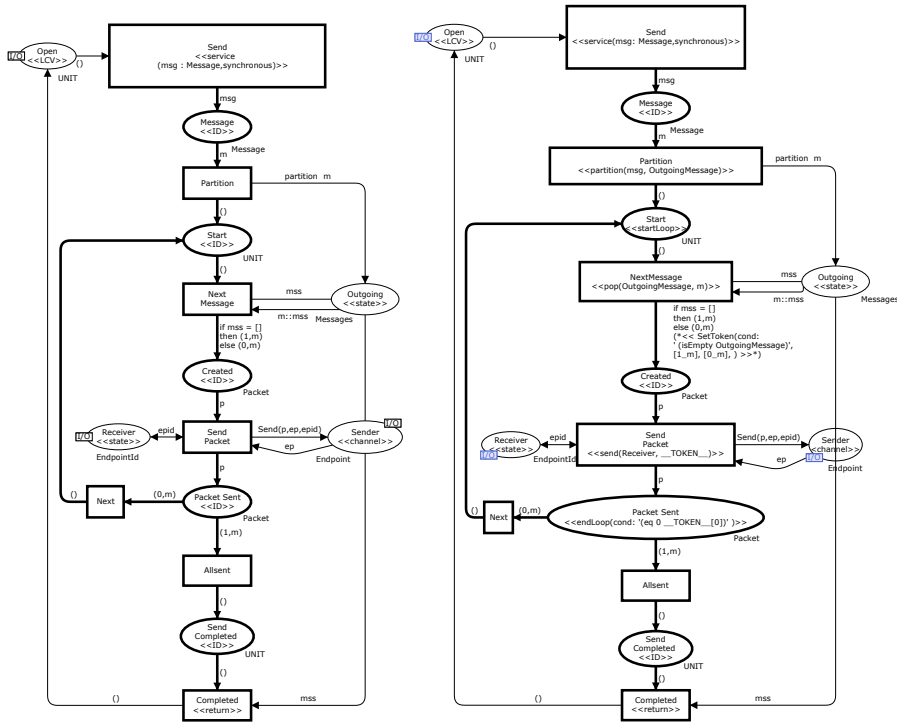 Open
<<LCV>>
I/O
()
UNIT
Send
<<service
(msg : Message,synchronous)>>
msg
Message
<<ID>>
Message
m
Partition
partition m
()
Start
<<ID>>
UNIT
()
Next
Message
mss
m::mss
Outgoing
<<state>>
Messages
if mss = []
then (1,m)
else (0,m)
Created
<<ID>>
Packet
p
Receiver
<<state>>
I/O
EndpointId
epid
Send
Packet
Send(p,ep,epid)
ep
I/O
Sender
<<channel>>
Endpoint
p
()
Next
(0,m)
Packet Sent
<<ID>>
Packet
(1,m)
Allsent
()
Send
Completed
<<ID>>
UNIT
()
()
Completed
<<return>>
mss
I/O
Open
<<LCV>>
()
UNIT
Send
<<service(msg: Message,synchronous)>>
msg
Message
<<ID>>
Message
m
Partition
<<partition(msg, OutgoingMessage)>>
partition m
()
Start
<<startLoop>>
UNIT
()
NextMessage
<<pop(OutgoingMessage, m)>>
mss
m::mss
Outgoing
<<state>>
Messages
if mss = []
then (1,m)
else (0,m)
(*<< SetToken(cond:
' (isEmpty OutgoingMessage)',
[1_m], [0_m], ) >>*)
Created
<<ID>>
Packet
p
Receiver
<<state>>
I/O
EndpointId
epid
Send
Packet
<<send(Receiver, __TOKEN__)>>
Send(p,ep,epid)
ep
Sender
<<channel>>
I/O
Endpoint
p
()
Next
(0,m)
Packet Sent
<<endLoop(cond: '(eq 0 __TOKEN__[0])' )>>
Packet
(1,m)
Allsent
()
Send
Completed
<<ID>>
UNIT
()
()
Completed
<<return>>
mss